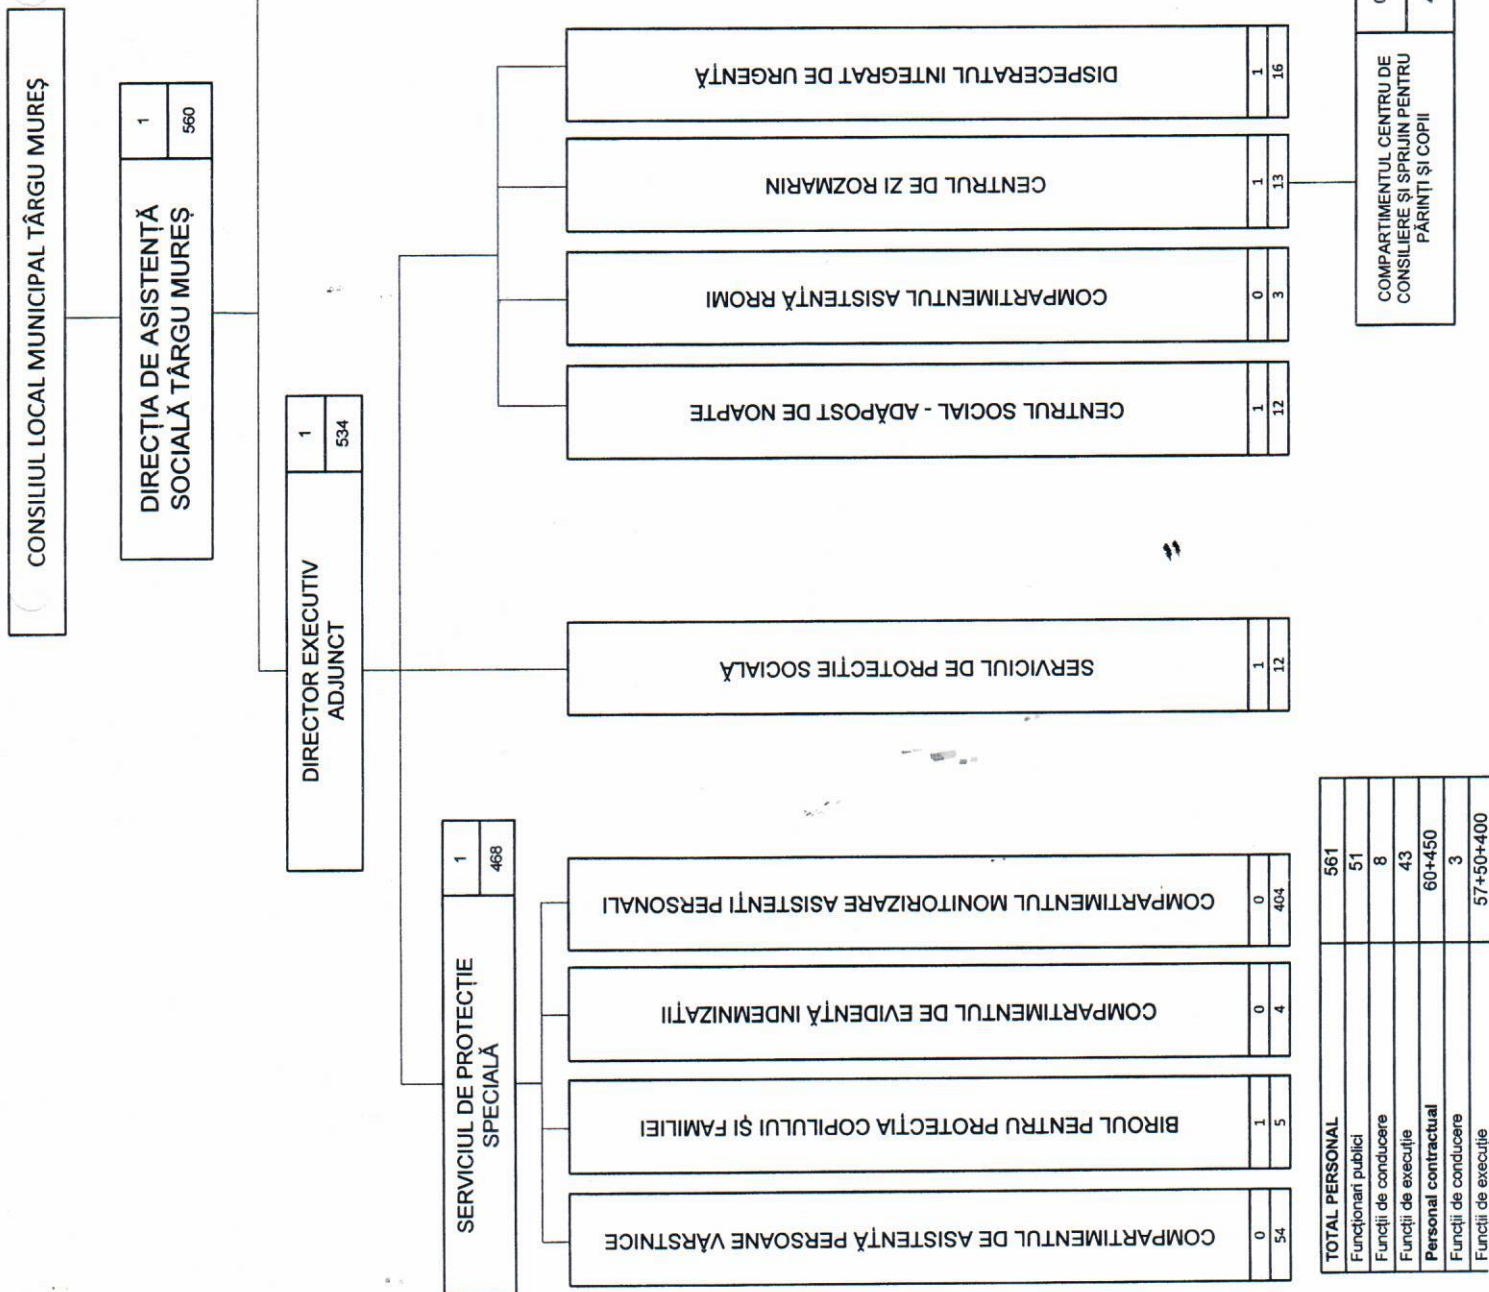 CONSILIUL LOCAL MUNICIPAL TÂRGU MUREȘ
DIRECȚIA DE ASISTENȚĂ
SOCIALĂ TÂRGU MUREȘ
1
560
DIRECTOR EXECUTIV
ADJUNCT
1
534
SERVICIUL DE PROTECȚIE
SPECIALĂ
1
468
COMPARTIMENTUL DE ASISTENȚĂ PERSOANE VÂRSTNICE
0
54
BIROUL PENTRU PROTECȚIA COPILULUI ȘI FAMILIEI
1
5
COMPARTIMENTUL DE EVIDENȚĂ INDEMNIZAȚII
0
4
COMPARTIMENTUL MONITORIZARE ASISTENȚI PERSONALI
0
404
SERVICIUL DE PROTECȚIE SOCIALĂ
1
12
CENTRUL SOCIAL - ADĂPOST DE NOAPTE
1
12
COMPARTIMENTUL ASISTENȚĂ RROMI
0
3
CENTRUL DE ZI ROZMARIN
1
13
DISPECERATUL INTEGRAT DE URGENȚĂ
1
16
COMPARTIMENTUL CENTRU DE
CONSILIERE ȘI SPRIJIN PENTRU
PĂRINȚI ȘI COPII
TOTAL PERSONAL 561
Funcționari publici 51
Funcții de conducere 8
Funcții de execuție 43
Personal contractual 60+450
Funcții de conducere 3
Funcții de execuție 57+50+400